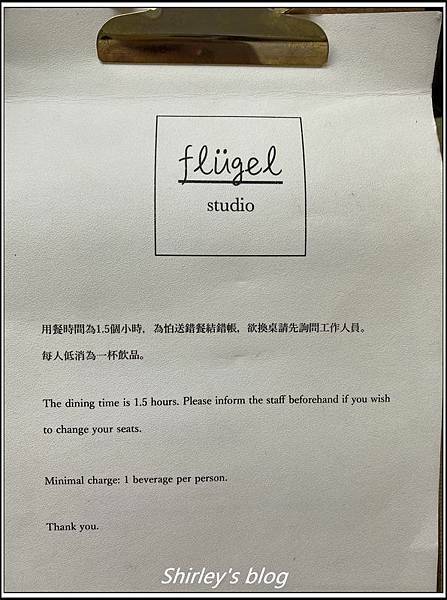 flügel
studio
用餐時間為1.5個小時，為怕送錯餐結錯帳，欲換桌請先詢問工作人員。
每人低消為一杯飲品。
The dining time is 1.5 hours. Please inform the staff beforehand if you wish
to change your seats.
Minimal charge: 1 beverage per person.
Thank you.
Shirley's blog